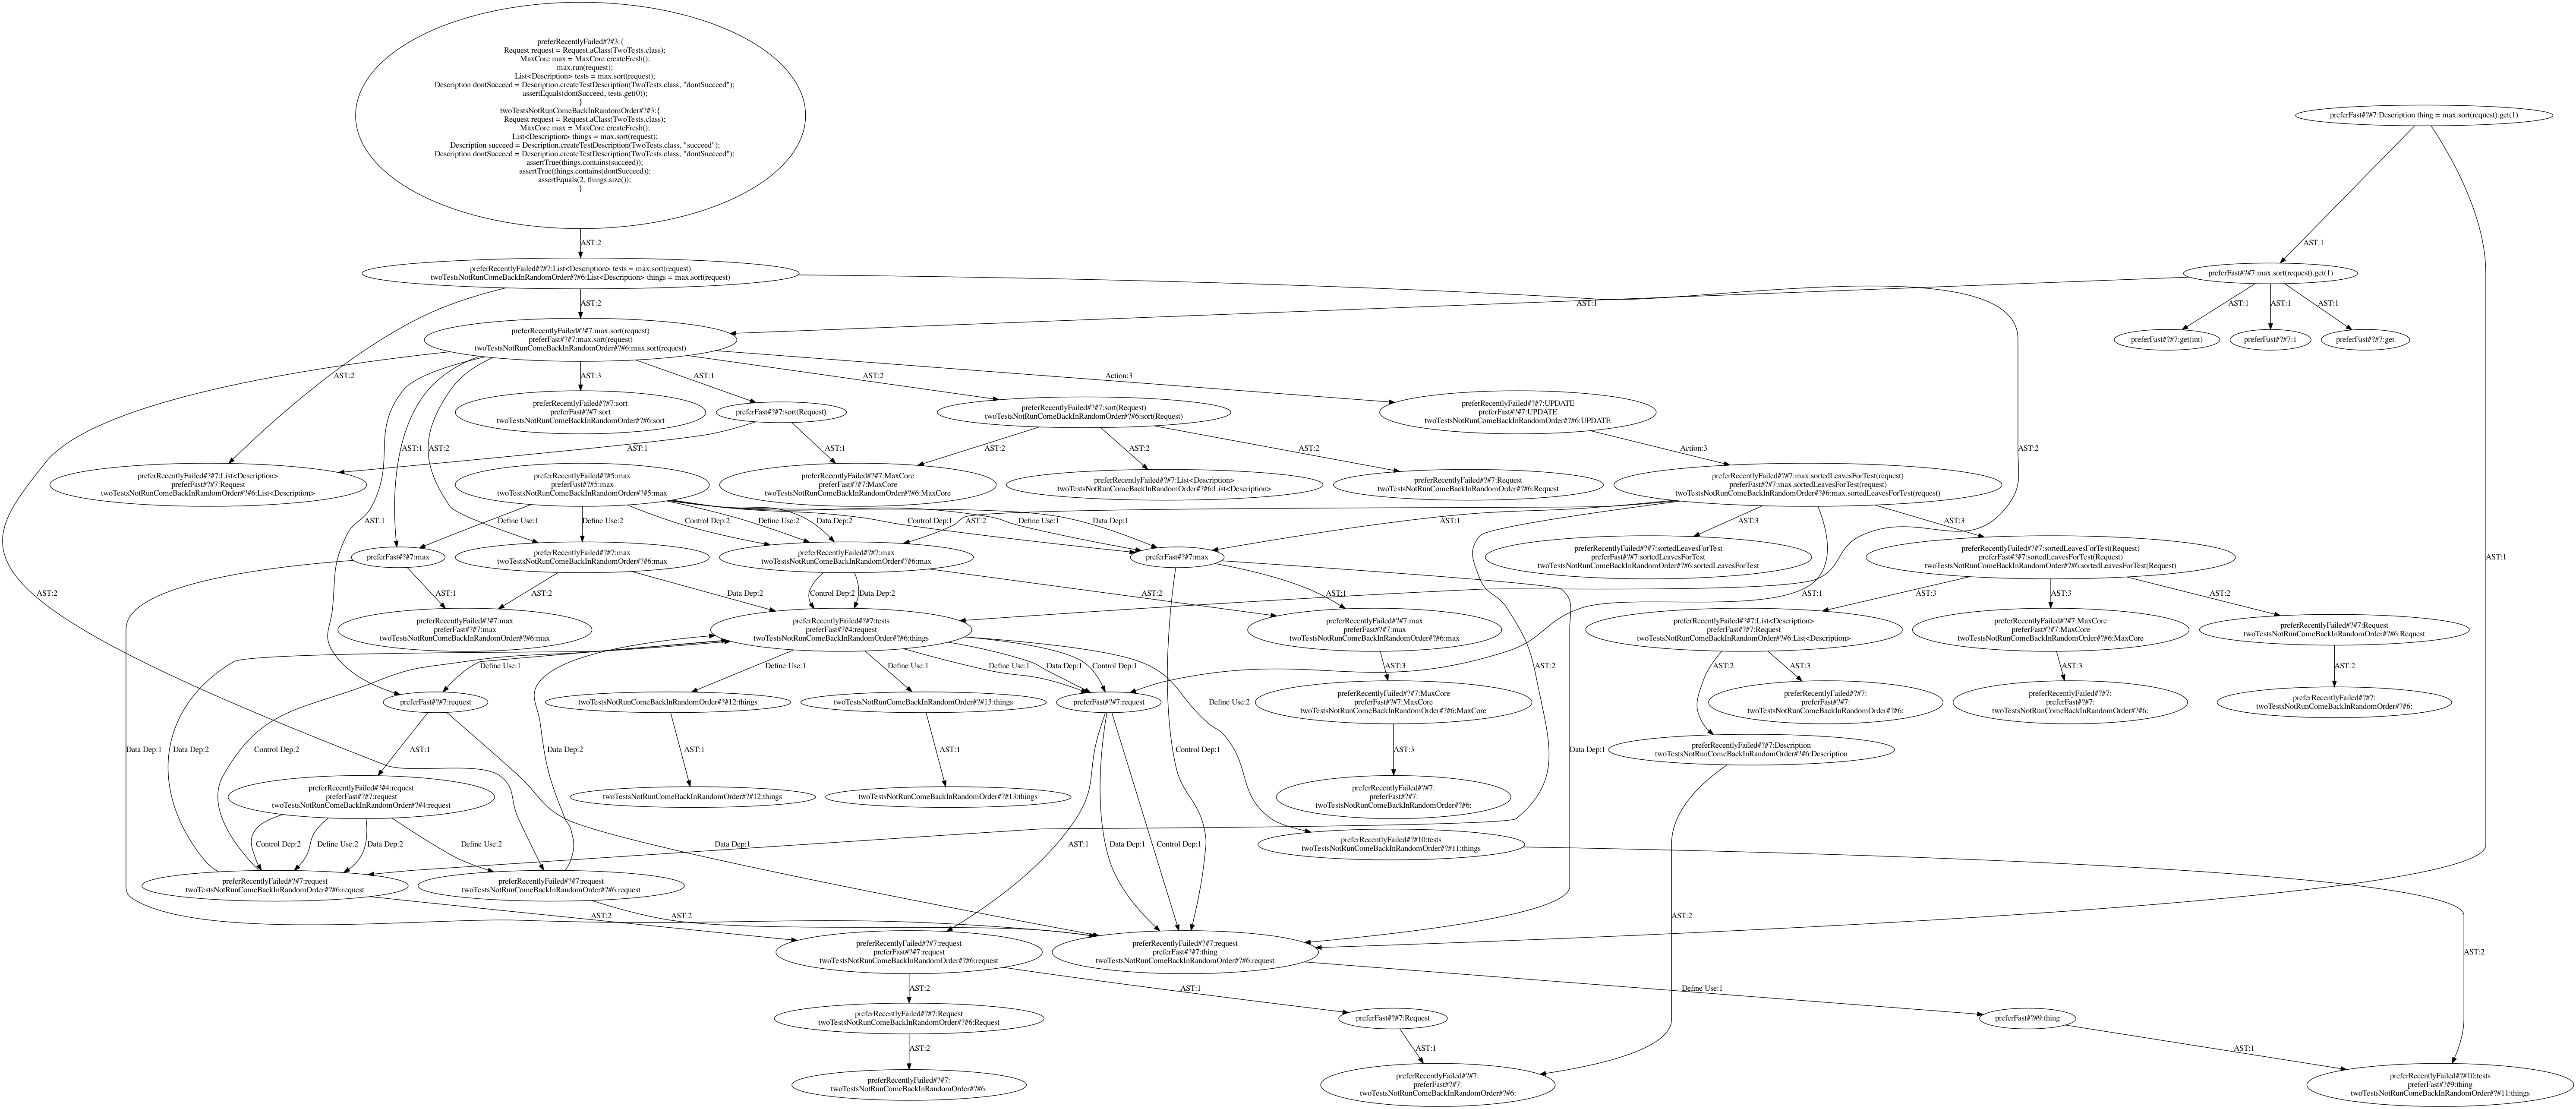 preferRecentlyFailed#?#3:{
Request request = Request.aClass(TwoTests.class);
MaxCore max = MaxCore.createFresh();
max.run(request);
List<Description> tests = max.sort(request);
Description dontSucceed = Description.createTestDescription(TwoTests.class, "dontSucceed");
assertEquals(dontSucceed, tests.get(0));
}
twoTestsNotRunComeBackInRandomOrder#?#3:{
Request request = Request.aClass(TwoTests.class);
MaxCore max = MaxCore.createFresh();
List<Description> things = max.sort(request);
Description succeed = Description.createTestDescription(TwoTests.class, "succeed");
Description dontSucceed = Description.createTestDescription(TwoTests.class, "dontSucceed");
assertTrue(things.contains(succeed));
assertTrue(things.contains(dontSucceed));
assertEquals(2, things.size());
}
preferFast#?#7:Description thing = max.sort(request).get(1)
AST:2
AST:1
preferRecentlyFailed#?#7:List<Description> tests = max.sort(request)
twoTestsNotRunComeBackInRandomOrder#?#6:List<Description> things = max.sort(request)
preferFast#?#7:max.sort(request).get(1)
AST:2
AST:1
AST:1
AST:1
AST:1
preferRecentlyFailed#?#7:max.sort(request)
preferFast#?#7:max.sort(request)
twoTestsNotRunComeBackInRandomOrder#?#6:max.sort(request)
preferFast#?#7:get(int)
preferFast#?#7:1
preferFast#?#7:get
AST:2
AST:3
AST:1
AST:2
Action:3
preferRecentlyFailed#?#7:sort
preferFast#?#7:sort
twoTestsNotRunComeBackInRandomOrder#?#6:sort
preferFast#?#7:sort(Request)
preferRecentlyFailed#?#7:sort(Request)
twoTestsNotRunComeBackInRandomOrder#?#6:sort(Request)
preferRecentlyFailed#?#7:UPDATE
preferFast#?#7:UPDATE
twoTestsNotRunComeBackInRandomOrder#?#6:UPDATE
AST:1
AST:2
AST:1
AST:1
AST:2
AST:2
AST:2
Action:3
AST:2
preferRecentlyFailed#?#7:List<Description>
preferFast#?#7:Request
twoTestsNotRunComeBackInRandomOrder#?#6:List<Description>
preferRecentlyFailed#?#5:max
preferFast#?#5:max
twoTestsNotRunComeBackInRandomOrder#?#5:max
preferRecentlyFailed#?#7:MaxCore
preferFast#?#7:MaxCore
twoTestsNotRunComeBackInRandomOrder#?#6:MaxCore
preferRecentlyFailed#?#7:List<Description>
twoTestsNotRunComeBackInRandomOrder#?#6:List<Description>
preferRecentlyFailed#?#7:Request
twoTestsNotRunComeBackInRandomOrder#?#6:Request
preferRecentlyFailed#?#7:max.sortedLeavesForTest(request)
preferFast#?#7:max.sortedLeavesForTest(request)
twoTestsNotRunComeBackInRandomOrder#?#6:max.sortedLeavesForTest(request)
AST:1
Define Use:1
Define Use:2
Control Dep:2
Define Use:2
Data Dep:2
Control Dep:1
AST:2
Define Use:1
Data Dep:1
AST:1
AST:3
AST:3
preferFast#?#7:max
preferRecentlyFailed#?#7:max
twoTestsNotRunComeBackInRandomOrder#?#6:max
preferRecentlyFailed#?#7:max
twoTestsNotRunComeBackInRandomOrder#?#6:max
preferFast#?#7:max
preferRecentlyFailed#?#7:sortedLeavesForTest
preferFast#?#7:sortedLeavesForTest
twoTestsNotRunComeBackInRandomOrder#?#6:sortedLeavesForTest
preferRecentlyFailed#?#7:sortedLeavesForTest(Request)
preferFast#?#7:sortedLeavesForTest(Request)
twoTestsNotRunComeBackInRandomOrder#?#6:sortedLeavesForTest(Request)
AST:1
AST:2
AST:1
AST:2
Data Dep:2
Control Dep:2
Data Dep:2
AST:2
AST:1
AST:1
AST:3
AST:3
AST:2
preferRecentlyFailed#?#7:max
preferFast#?#7:max
twoTestsNotRunComeBackInRandomOrder#?#6:max
preferRecentlyFailed#?#7:tests
preferFast#?#4:request
twoTestsNotRunComeBackInRandomOrder#?#6:things
preferRecentlyFailed#?#7:max
preferFast#?#7:max
twoTestsNotRunComeBackInRandomOrder#?#6:max
preferRecentlyFailed#?#7:List<Description>
preferFast#?#7:Request
twoTestsNotRunComeBackInRandomOrder#?#6:List<Description>
preferRecentlyFailed#?#7:MaxCore
preferFast#?#7:MaxCore
twoTestsNotRunComeBackInRandomOrder#?#6:MaxCore
preferRecentlyFailed#?#7:Request
twoTestsNotRunComeBackInRandomOrder#?#6:Request
Define Use:1
Define Use:1
Define Use:1
Define Use:1
Data Dep:1
Control Dep:1
AST:3
AST:2
AST:2
AST:3
AST:3
AST:2
preferFast#?#7:request
twoTestsNotRunComeBackInRandomOrder#?#12:things
twoTestsNotRunComeBackInRandomOrder#?#13:things
preferFast#?#7:request
Define Use:2
preferRecentlyFailed#?#7:MaxCore
preferFast#?#7:MaxCore
twoTestsNotRunComeBackInRandomOrder#?#6:MaxCore
preferRecentlyFailed#?#7:
preferFast#?#7:
twoTestsNotRunComeBackInRandomOrder#?#6:
preferRecentlyFailed#?#7:
preferFast#?#7:
twoTestsNotRunComeBackInRandomOrder#?#6:
preferRecentlyFailed#?#7:
twoTestsNotRunComeBackInRandomOrder#?#6:
Data Dep:1
Data Dep:2
Control Dep:2
AST:1
Data Dep:2
AST:1
AST:1
Control Dep:1
AST:3
Data Dep:1
preferRecentlyFailed#?#7:Description
twoTestsNotRunComeBackInRandomOrder#?#6:Description
preferRecentlyFailed#?#4:request
preferFast#?#7:request
twoTestsNotRunComeBackInRandomOrder#?#4:request
twoTestsNotRunComeBackInRandomOrder#?#12:things
twoTestsNotRunComeBackInRandomOrder#?#13:things
preferRecentlyFailed#?#7:
preferFast#?#7:
twoTestsNotRunComeBackInRandomOrder#?#6:
Control Dep:2
Define Use:2
Data Dep:2
Define Use:2
Data Dep:1
AST:1
Data Dep:1
Control Dep:1
preferRecentlyFailed#?#10:tests
twoTestsNotRunComeBackInRandomOrder#?#11:things
preferRecentlyFailed#?#7:request
twoTestsNotRunComeBackInRandomOrder#?#6:request
preferRecentlyFailed#?#7:request
twoTestsNotRunComeBackInRandomOrder#?#6:request
AST:2
AST:2
AST:2
preferRecentlyFailed#?#7:request
preferFast#?#7:request
twoTestsNotRunComeBackInRandomOrder#?#6:request
preferRecentlyFailed#?#7:request
preferFast#?#7:thing
twoTestsNotRunComeBackInRandomOrder#?#6:request
AST:2
AST:2
AST:1
Define Use:1
preferRecentlyFailed#?#7:Request
twoTestsNotRunComeBackInRandomOrder#?#6:Request
preferFast#?#7:Request
preferFast#?#9:thing
AST:2
AST:1
AST:1
preferRecentlyFailed#?#7:
twoTestsNotRunComeBackInRandomOrder#?#6:
preferRecentlyFailed#?#7:
preferFast#?#7:
twoTestsNotRunComeBackInRandomOrder#?#6:
preferRecentlyFailed#?#10:tests
preferFast#?#9:thing
twoTestsNotRunComeBackInRandomOrder#?#11:things